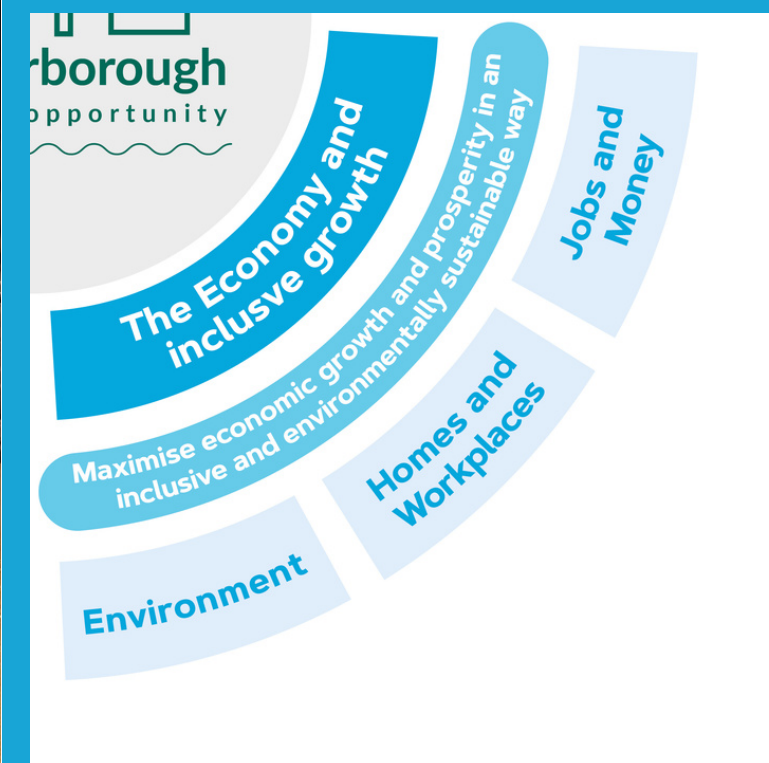 rborough
opportunity
The Economy and
inclusve growth
Maximise economic growth and prosperity in an
inclusive and environmentally sustainable way
Jobs and
Money
Homes and
Workplaces
Environment